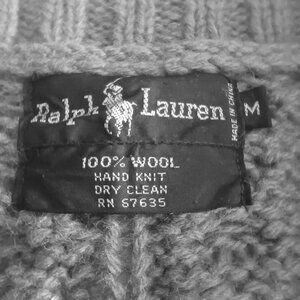 Ralph Lauren
M
MADE IN CHINA
100% WOOL
HAND KNIT
DRY CLEAN
RN 67635